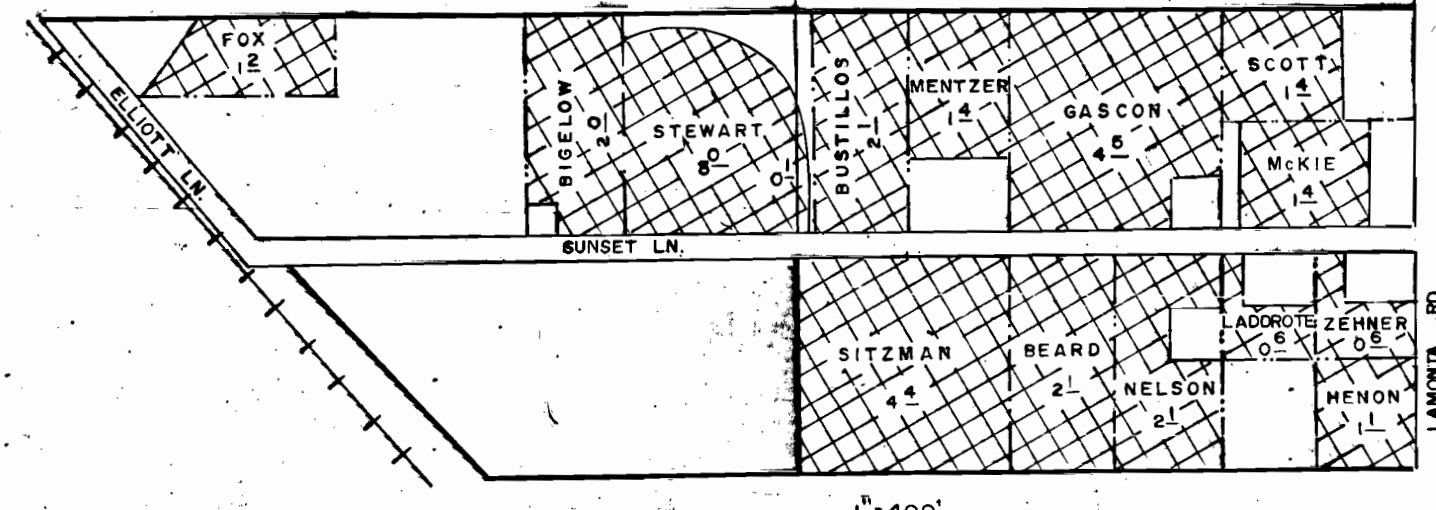 FOX
1 2
ELLIOTT LN.
BIGELOW
2 0
STEWART
8 0
0 1
BUSTILLOS
2 1
MENTZER
1 4
GASCON
4 5
SCOTT
1 4
McKIE
1 4
SUNSET LN.
SITZMAN
4 4
BEARD
2 1
NELSON
2 1
LADDROTE
0 6
ZEHNER
0 6
HENON
1 1
LAMONTA RD.
1"=400'